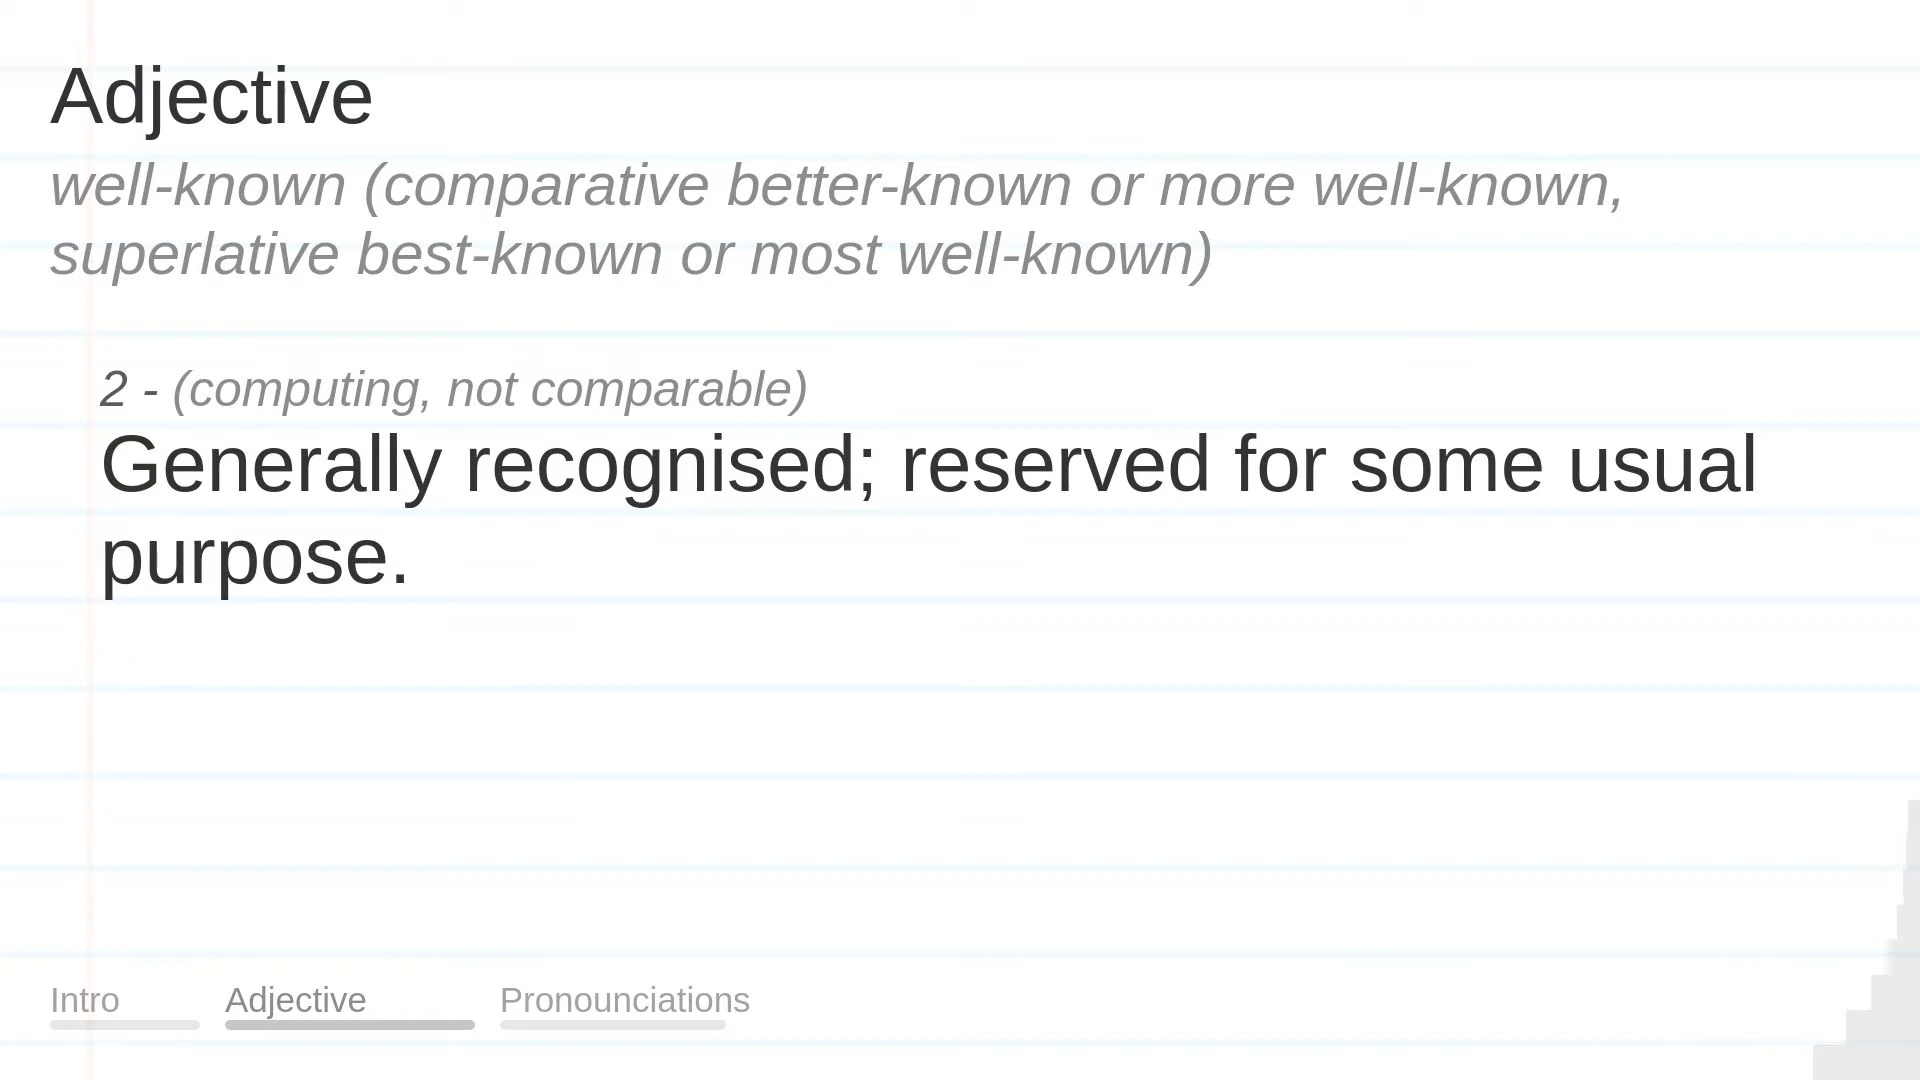 Adjective
well-known (comparative better-known or more well-known,
superlative best-known or most well-known)
2 - (computing, not comparable)
Generally recognised; reserved for some usual
purpose.
Intro
Adjective
Pronounciations